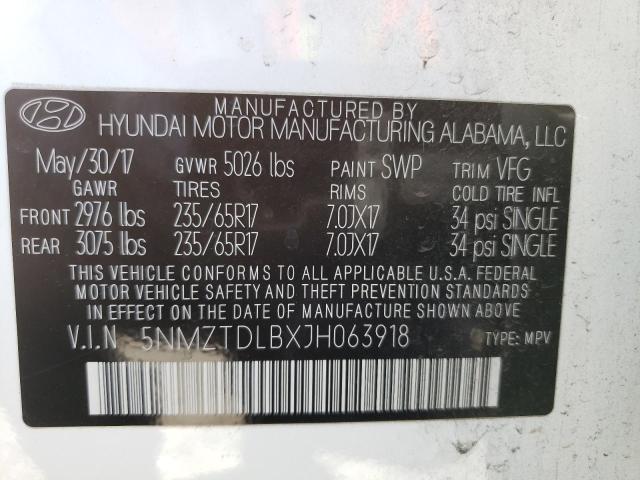 MANUFACTURED BY
HYUNDAI MOTOR MANUFACTURING ALABAMA, LLC
May/30/17 GVWR 5026 lbs PAINT SWP TRIM VFG
GAWR TIRES RIMS COLD TIRE INFL
FRONT 2976 lbs 235/65R17 7.0JX17 34 psi SINGLE
REAR 3075 lbs 235/65R17 7.0JX17 34 psi SINGLE
THIS VEHICLE CONFORMS TO ALL APPLICABLE U.S.A. FEDERAL
MOTOR VEHICLE SAFETY BUMPER, AND THEFT PREVENTION STANDARDS
IN EFFECT ON THE DATE OF MANUFACTURE SHOWN ABOVE
V.I.N 5NMZTDLBXJH063918 TYPE: MPV